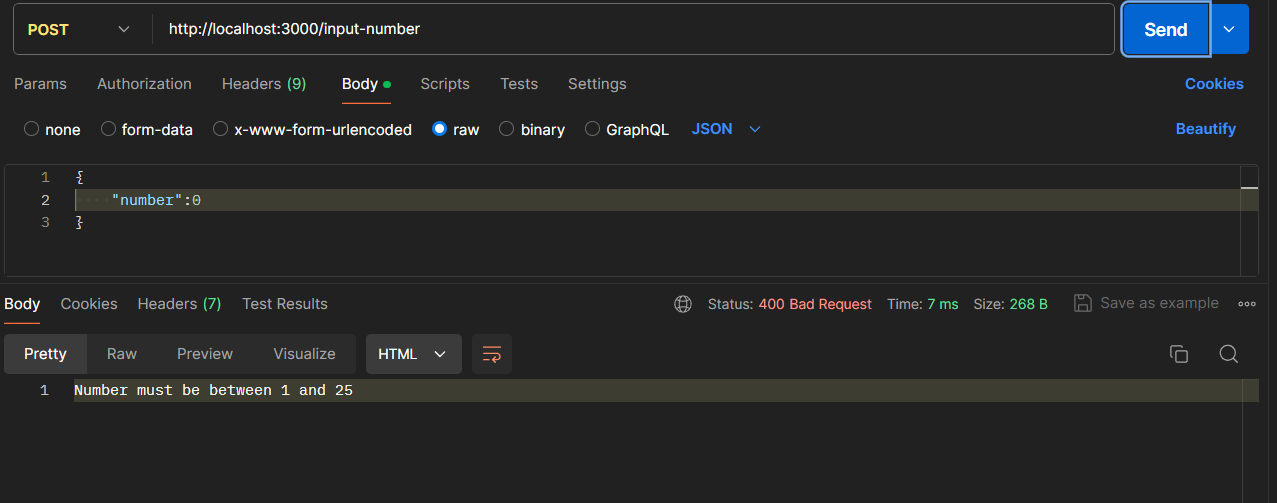 POST http://localhost:3000/input-number Send
Params Authorization Headers (9) Body Scripts Tests Settings Cookies
none form-data x-www-form-urlencoded raw binary GraphQL JSON Beautify
1 {
2 "number":0
3 }
Body Cookies Headers (7) Test Results Status: 400 Bad Request Time: 7 ms Size: 268 B Save as example
Pretty Raw Preview Visualize HTML
1 Number must be between 1 and 25